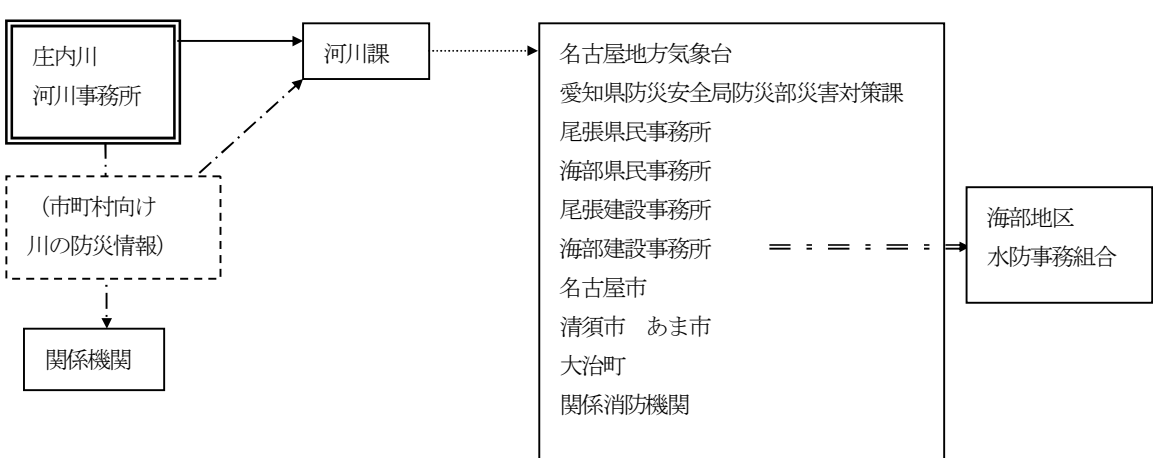 庄内川
河川事務所
河川課
(市町村向け
川の防災情報)
関係機関
名古屋地方気象台
愛知県防災安全局防災部災害対策課
尾張県民事務所
海部県民事務所
尾張建設事務所
海部建設事務所
名古屋市
清須市　あま市
大治町
関係消防機関
海部地区
水防事務組合